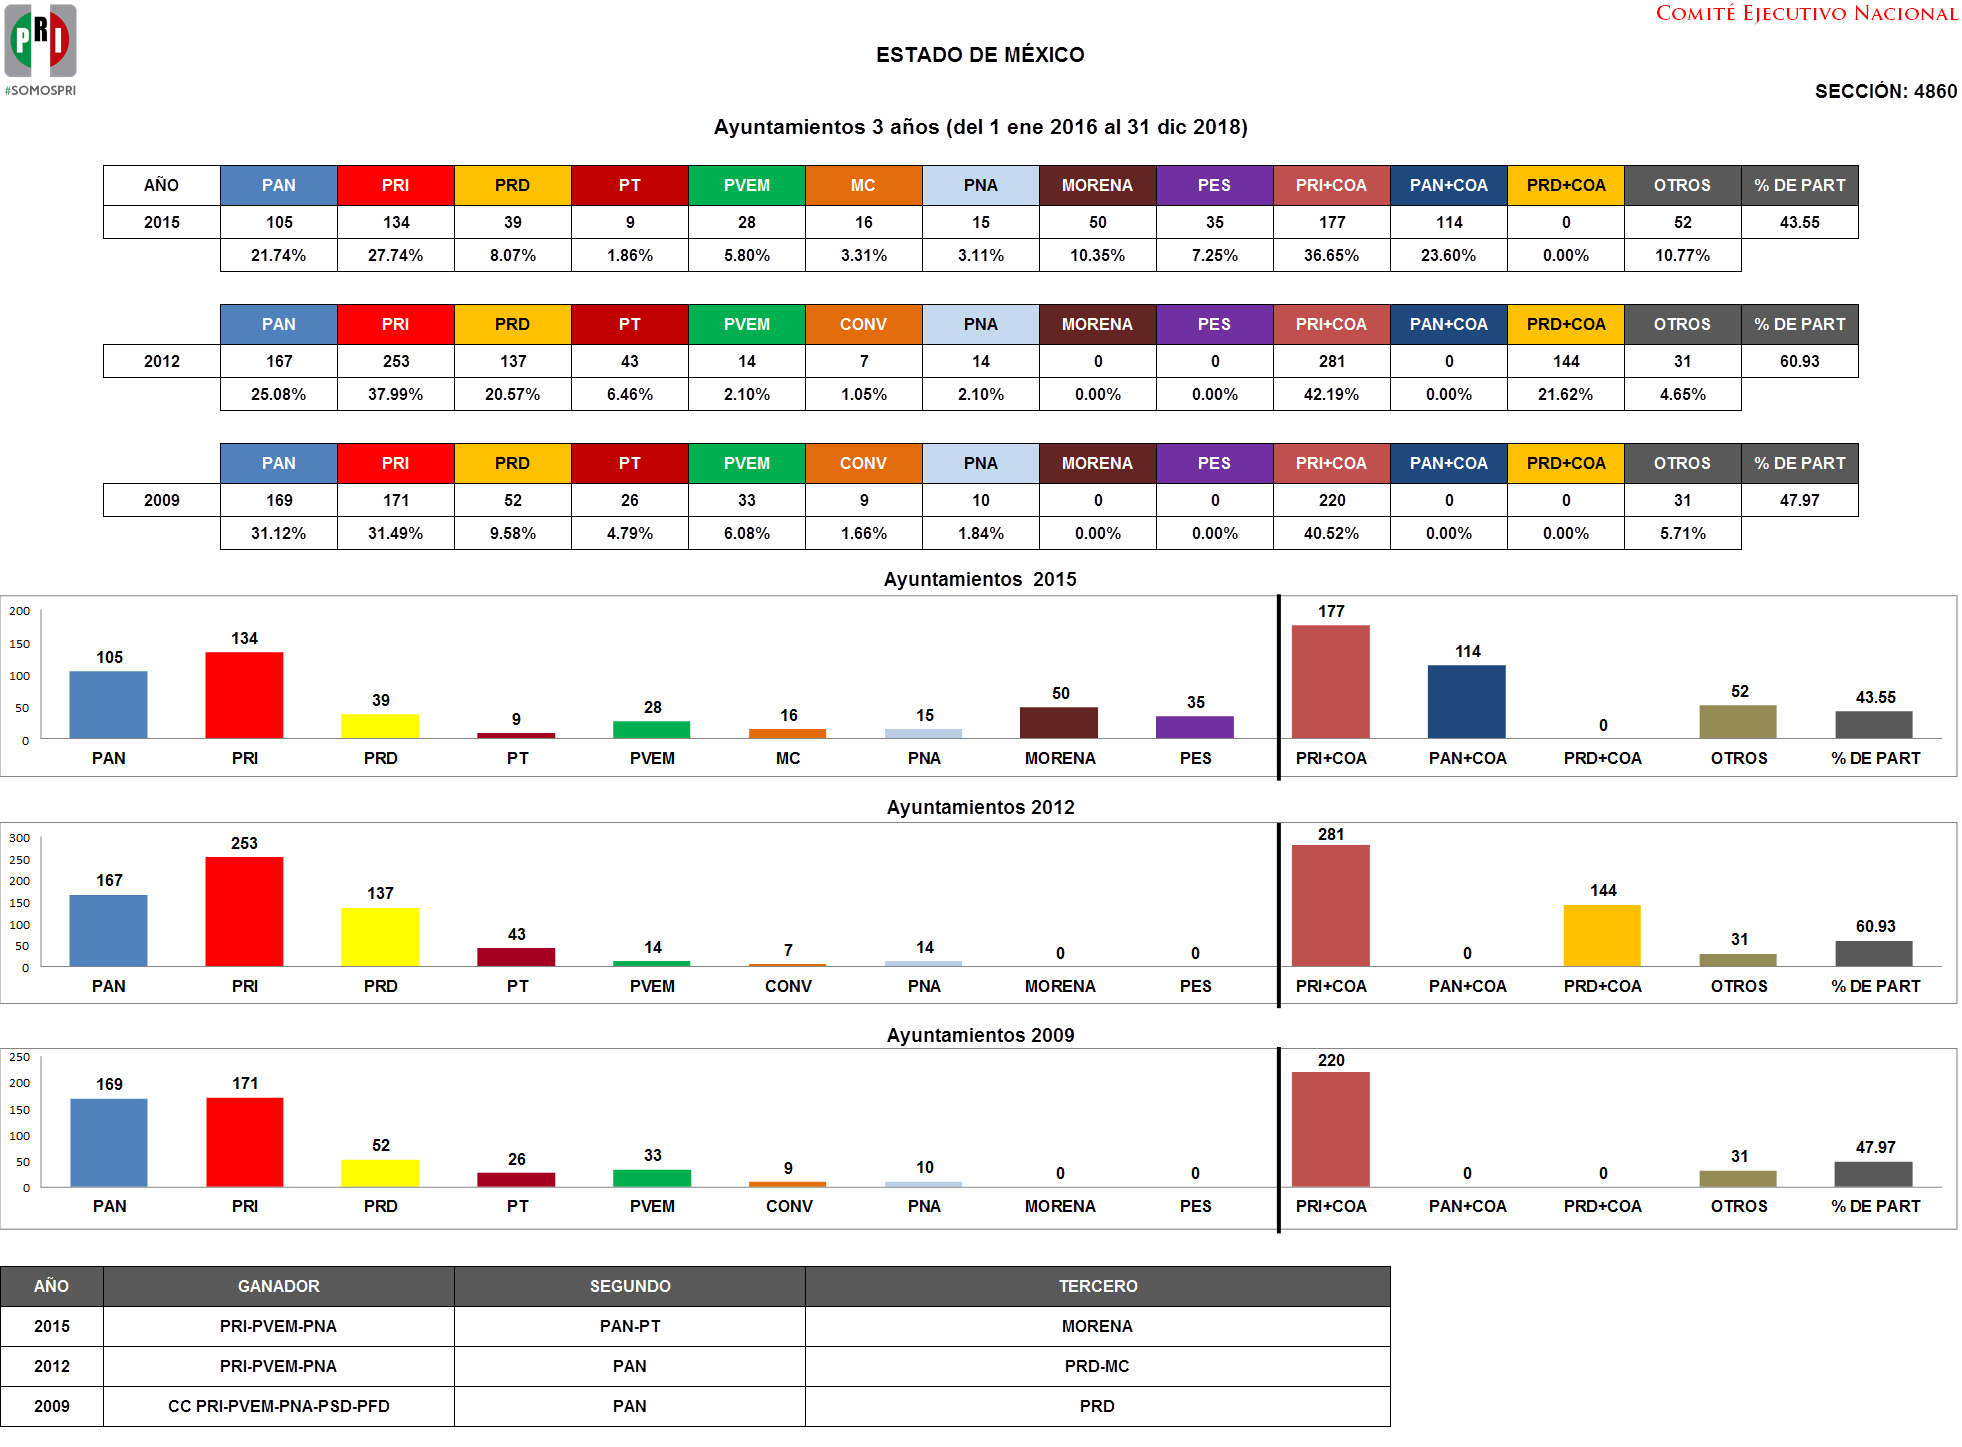 COMITÉ EJECUTIVO NACIONAL
PRI
#SOMOSPRI
ESTADO DE MÉXICO
SECCIÓN: 4860
Ayuntamientos 3 años (del 1 ene 2016 al 31 dic 2018)
AÑO PAN PRI PRD PT PVEM MC PNA MORENA PES PRI+COA PAN+COA PRD+COA OTROS % DE PART
2015 105 134 39 9 28 16 15 50 35 177 114 0 52 43.55
21.74% 27.74% 8.07% 1.86% 5.80% 3.31% 3.11% 10.35% 7.25% 36.65% 23.60% 0.00% 10.77%
PAN PRI PRD PT PVEM CONV PNA MORENA PES PRI+COA PAN+COA PRD+COA OTROS % DE PART
2012 167 253 137 43 14 7 14 0 0 281 0 144 31 60.93
25.08% 37.99% 20.57% 6.46% 2.10% 1.05% 2.10% 0.00% 0.00% 42.19% 0.00% 21.62% 4.65%
PAN PRI PRD PT PVEM CONV PNA MORENA PES PRI+COA PAN+COA PRD+COA OTROS % DE PART
2009 169 171 52 26 33 9 10 0 0 220 0 0 31 47.97
31.12% 31.49% 9.58% 4.79% 6.08% 1.66% 1.84% 0.00% 0.00% 40.52% 0.00% 0.00% 5.71%
Ayuntamientos 2015
200
150
100
50
0
105 134 39 9 28 16 15 50 35 177 114 0 52 43.55
PAN PRI PRD PT PVEM MC PNA MORENA PES PRI+COA PAN+COA PRD+COA OTROS % DE PART
Ayuntamientos 2012
300
250
200
150
100
50
0
167 253 137 43 14 7 14 0 0 281 0 144 31 60.93
PAN PRI PRD PT PVEM CONV PNA MORENA PES PRI+COA PAN+COA PRD+COA OTROS % DE PART
Ayuntamientos 2009
250
200
150
100
50
0
169 171 52 26 33 9 10 0 0 220 0 0 31 47.97
PAN PRI PRD PT PVEM CONV PNA MORENA PES PRI+COA PAN+COA PRD+COA OTROS % DE PART
AÑO GANADOR SEGUNDO TERCERO
2015 PRI-PVEM-PNA PAN-PT MORENA
2012 PRI-PVEM-PNA PAN PRD-MC
2009 CC PRI-PVEM-PNA-PSD-PFD PAN PRD